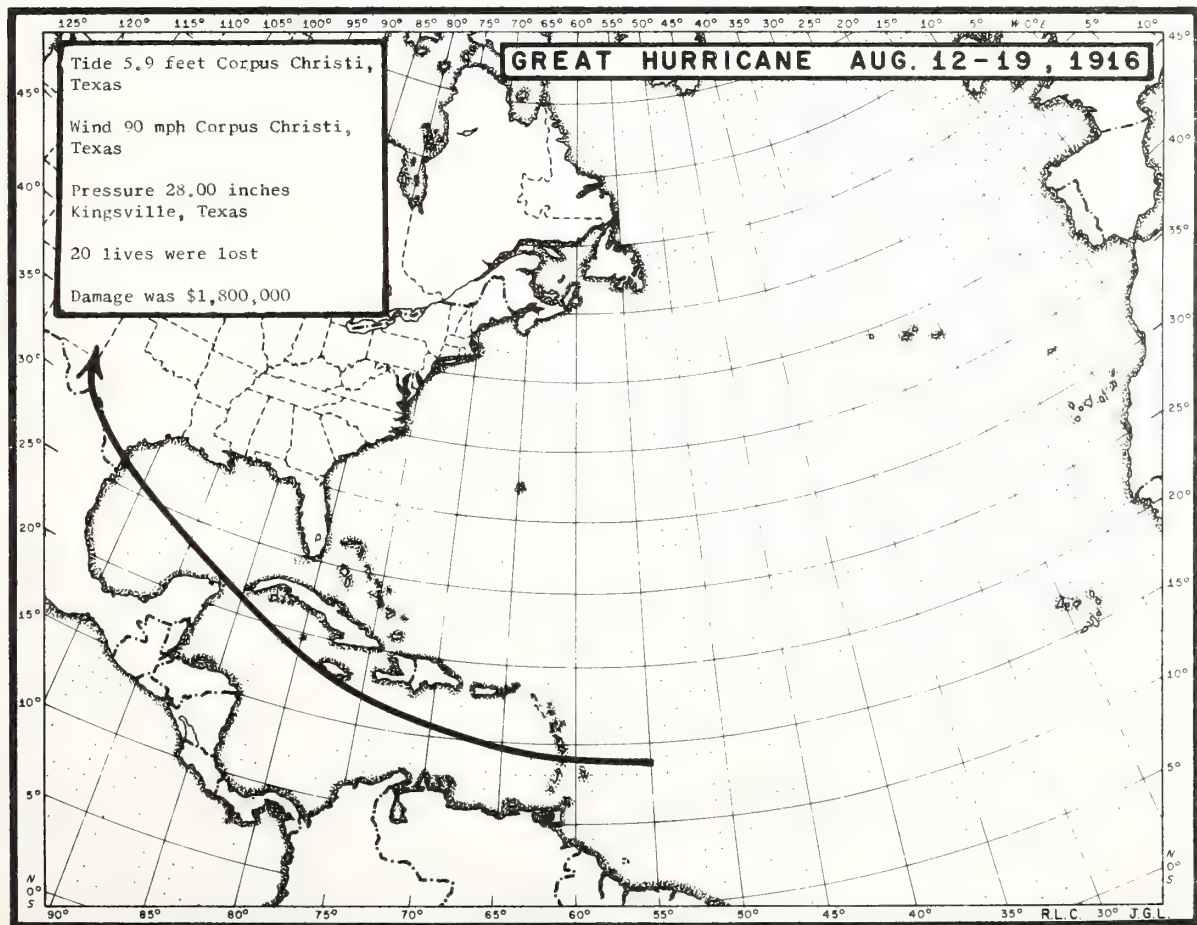 125° 120° 115° 110° 105° 100° 95° 90° 85° 80° 75° 70° 65° 60° 55° 50° 45° 40° 35° 30° 25° 20° 15° 10° 5° W 0° E 5° 10°
GREAT HURRICANE AUG. 12-19, 1916
Tide 5.9 feet Corpus Christi,
Texas
Wind 90 mph Corpus Christi,
Texas
Pressure 28.00 inches
Kingsville, Texas
20 lives were lost
Damage was $1,800,000
45°
40°
35°
30°
25°
20°
15°
10°
5°
N
0°
S
45°
40°
35°
30°
25°
20°
15°
10°
5°
N
0°
S
90° 85° 80° 75° 70° 65° 60° 55° 50° 45° 40° 35° R.L.C. 30° J.G.L.